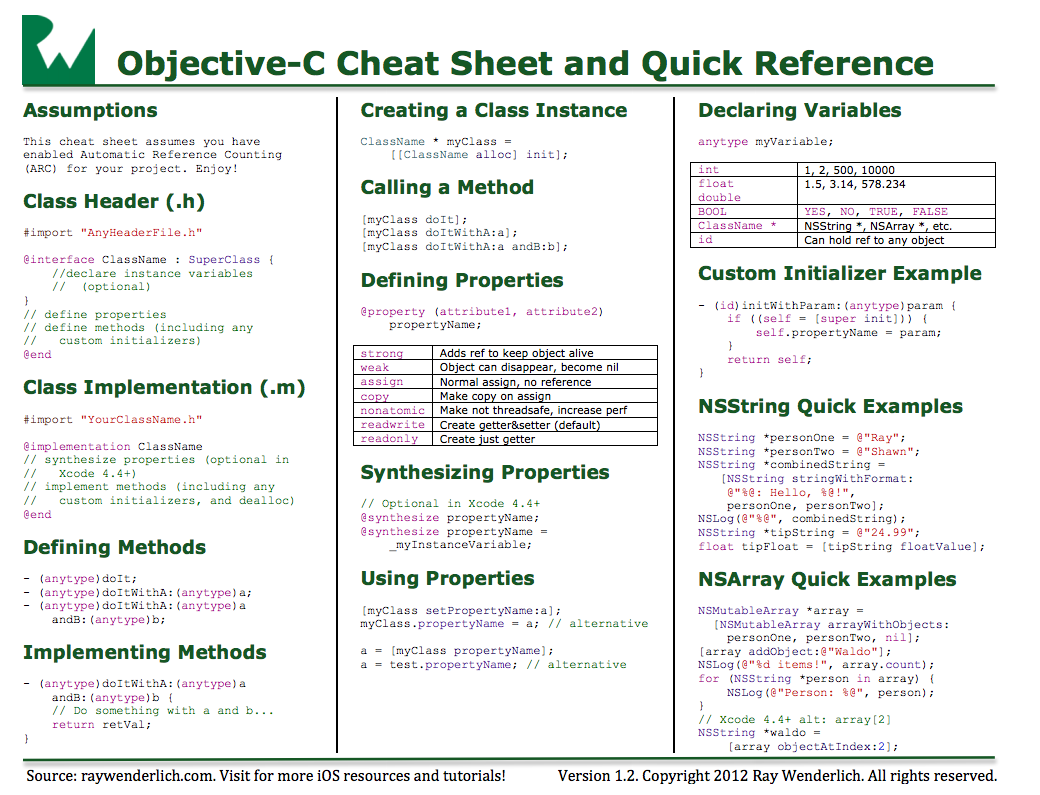 RW
Objective-C Cheat Sheet and Quick Reference
Assumptions
This cheat sheet assumes you have
enabled Automatic Reference Counting
(ARC) for your project. Enjoy!
Class Header (.h)
#import "AnyHeaderFile.h"
@interface ClassName : SuperClass {
    //declare instance variables
    //  (optional)
}
// define properties
// define methods (including any
//   custom initializers)
@end
Class Implementation (.m)
#import "YourClassName.h"
@implementation ClassName
// synthesize properties (optional in
//   Xcode 4.4+)
// implement methods (including any
//   custom initializers, and dealloc)
@end
Defining Methods
- (anytype)doIt;
- (anytype)doItWithA:(anytype)a;
- (anytype)doItWithA:(anytype)a
    andB:(anytype)b;
Implementing Methods
- (anytype)doItWithA:(anytype)a
    andB:(anytype)b {
    // Do something with a and b...
    return retVal;
}
Creating a Class Instance
ClassName * myClass =
    [[ClassName alloc] init];
Calling a Method
[myClass doIt];
[myClass doItWithA:a];
[myClass doItWithA:a andB:b];
Defining Properties
@property (attribute1, attribute2)
    propertyName;
strong Adds ref to keep object alive
weak Object can disappear, become nil
assign Normal assign, no reference
copy Make copy on assign
nonatomic Make not threadsafe, increase perf
readwrite Create getter&setter (default)
readonly Create just getter
Synthesizing Properties
// Optional in Xcode 4.4+
@synthesize propertyName;
@synthesize propertyName =
    _myInstanceVariable;
Using Properties
[myClass setPropertyName:a];
myClass.propertyName = a; // alternative
a = [myClass propertyName];
a = test.propertyName; // alternative
Declaring Variables
anytype myVariable;
int 1, 2, 500, 10000
float 1.5, 3.14, 578.234
double
BOOL YES, NO, TRUE, FALSE
ClassName * NSString *, NSArray *, etc.
id Can hold ref to any object
Custom Initializer Example
- (id)initWithParam:(anytype)param {
    if ((self = [super init])) {
        self.propertyName = param;
    }
    return self;
}
NSString Quick Examples
NSString *personOne = @"Ray";
NSString *personTwo = @"Shawn";
NSString *combinedString =
   [NSString stringWithFormat:
    @"%@: Hello, %@!",
    personOne, personTwo];
NSLog(@"%@", combinedString);
NSString *tipString = @"24.99";
float tipFloat = [tipString floatValue];
NSArray Quick Examples
NSMutableArray *array =
  [NSMutableArray arrayWithObjects:
    personOne, personTwo, nil];
[array addObject:@"Waldo"];
NSLog(@"%d items!", array.count);
for (NSString *person in array) {
    NSLog(@"Person: %@", person);
}
// Xcode 4.4+ alt: array[2]
NSString *waldo =
    [array objectAtIndex:2];
Source: raywenderlich.com. Visit for more iOS resources and tutorials!
Version 1.2. Copyright 2012 Ray Wenderlich. All rights reserved.